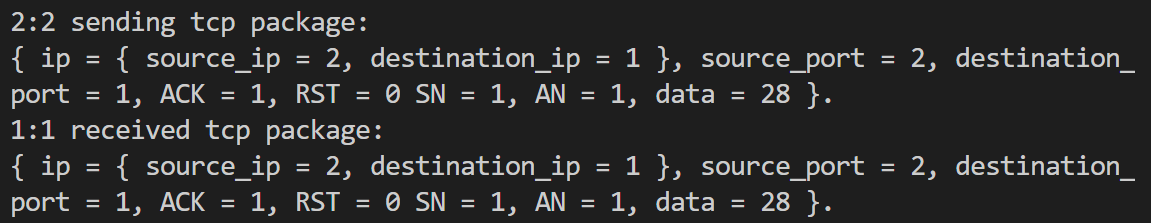 2:2 sending tcp package:
{ ip = { source_ip = 2, destination_ip = 1 }, source_port = 2, destination_
port = 1, ACK = 1, RST = 0 SN = 1, AN = 1, data = 28 }.
1:1 received tcp package:
{ ip = { source_ip = 2, destination_ip = 1 }, source_port = 2, destination_
port = 1, ACK = 1, RST = 0 SN = 1, AN = 1, data = 28 }.